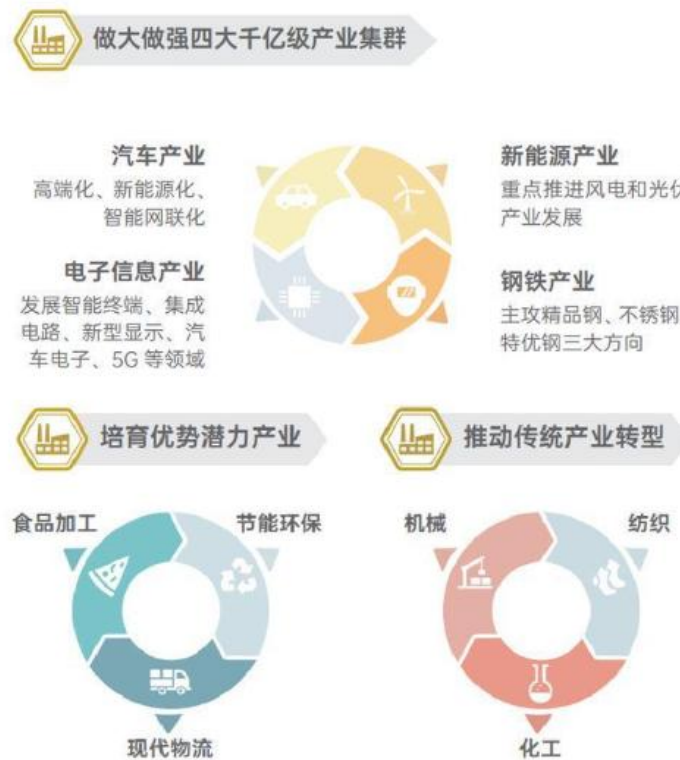 做大做强四大千亿级产业集群
汽车产业
高端化、新能源化、
智能网联化
新能源产业
重点推进风电和光伏
产业发展
电子信息产业
发展智能终端、集成
电路、新型显示、汽
车电子、5G 等领域
钢铁产业
主攻精品钢、不锈钢
特优钢三大方向
培育优势潜力产业
推动传统产业转型
食品加工
节能环保
现代物流
机械
纺织
化工